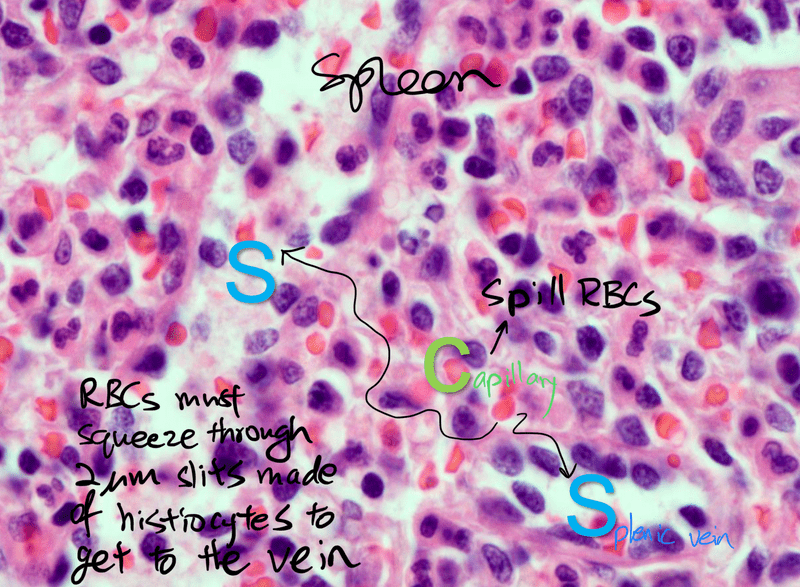 Spleen
S
Spill RBCs
Capillary
RBCs must
squeeze through
2 μm slits made
of histiocytes to
get to the vein
Splenic vein